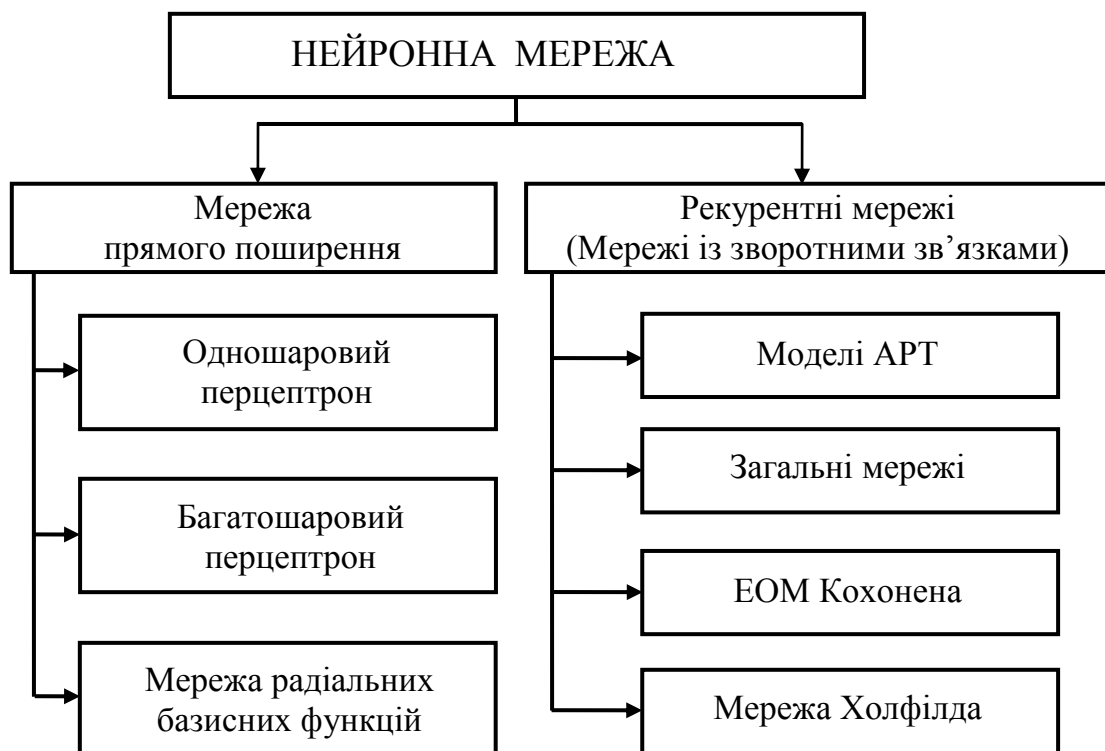 НЕЙРОННА МЕРЕЖА
Мережа
прямого поширення
Одношаровий
перцептрон
Багатошаровий
перцептрон
Мережа радіальних
базисних функцій
Рекурентні мережі
(Мережі із зворотними зв’язками)
Моделі АРТ
Загальні мережі
ЕОМ Кохонена
Мережа Холфілда